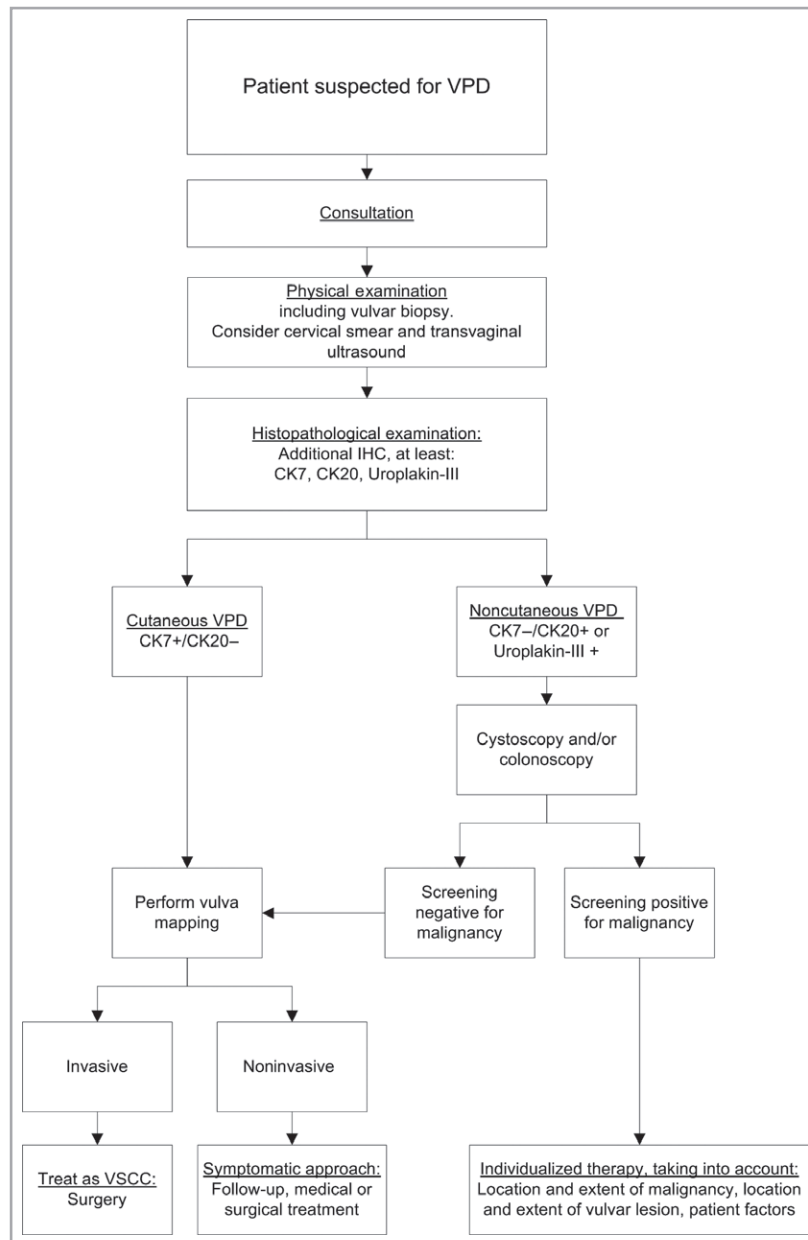 Patient suspected for VPD
Consultation
Physical examination
including vulvar biopsy.
Consider cervical smear and transvaginal
ultrasound
Histopathological examination:
Additional IHC, at least:
CK7, CK20, Uroplakin-III
Cutaneous VPD
CK7+/CK20–
Noncutaneous VPD
CK7–/CK20+ or
Uroplakin-III +
Cystoscopy and/or
colonoscopy
Perform vulva
mapping
Screening
negative for
malignancy
Screening positive
for malignancy
Invasive
Noninvasive
Treat as VSCC:
Surgery
Symptomatic approach:
Follow-up, medical or
surgical treatment
Individualized therapy, taking into account:
Location and extent of malignancy, location
and extent of vulvar lesion, patient factors